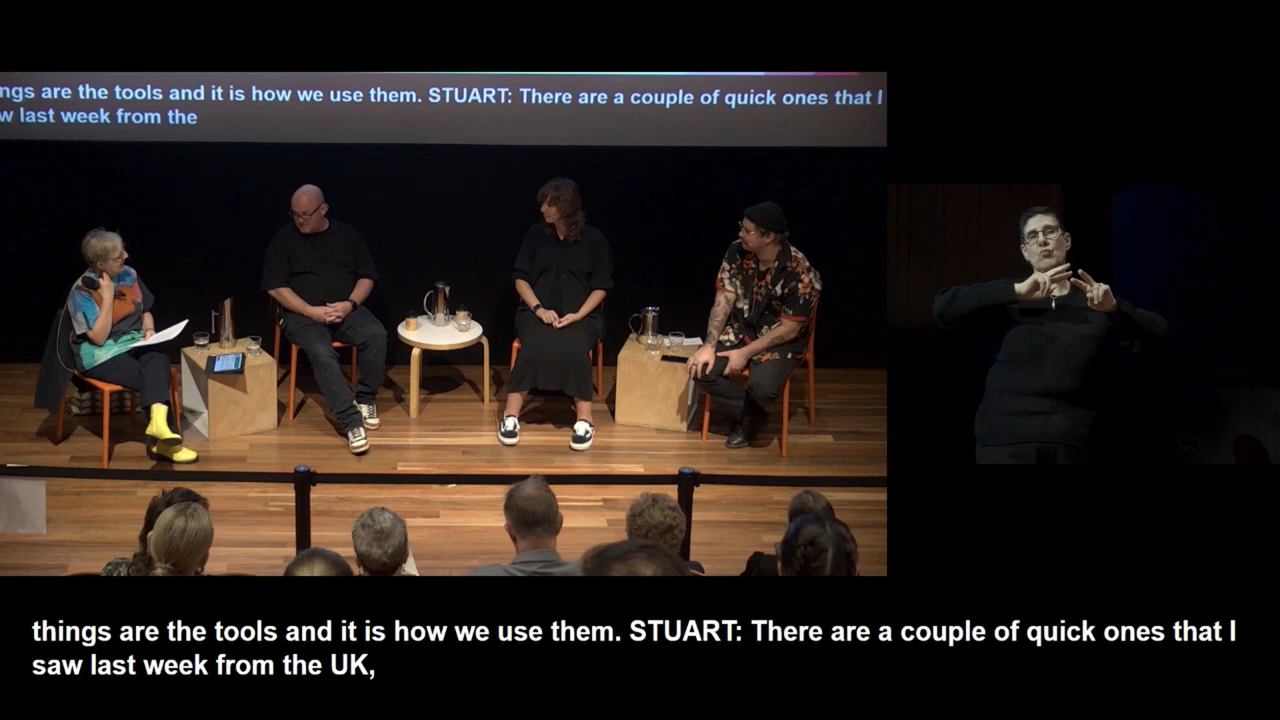 ngs are the tools and it is how we use them. STUART: There are a couple of quick ones that I
w last week from the
things are the tools and it is how we use them. STUART: There are a couple of quick ones that I
saw last week from the UK,